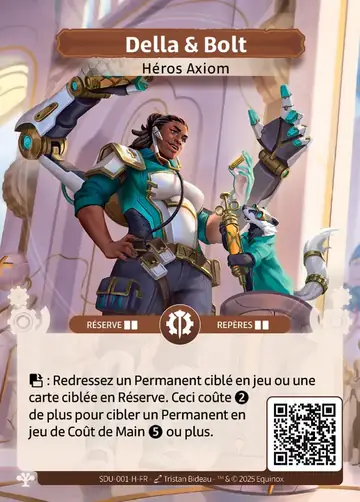 Della & Bolt
Héros Axiom
RÉSERVE
REPÈRES
: Redressez un Permanent ciblé en jeu ou une
carte ciblée en Réserve. Ceci coûte 2
de plus pour cibler un Permanent en
jeu de Coût de Main 5 ou plus.
SDU-001-H-FR - Tristan Bideau - ™ & © 2025 Equinox